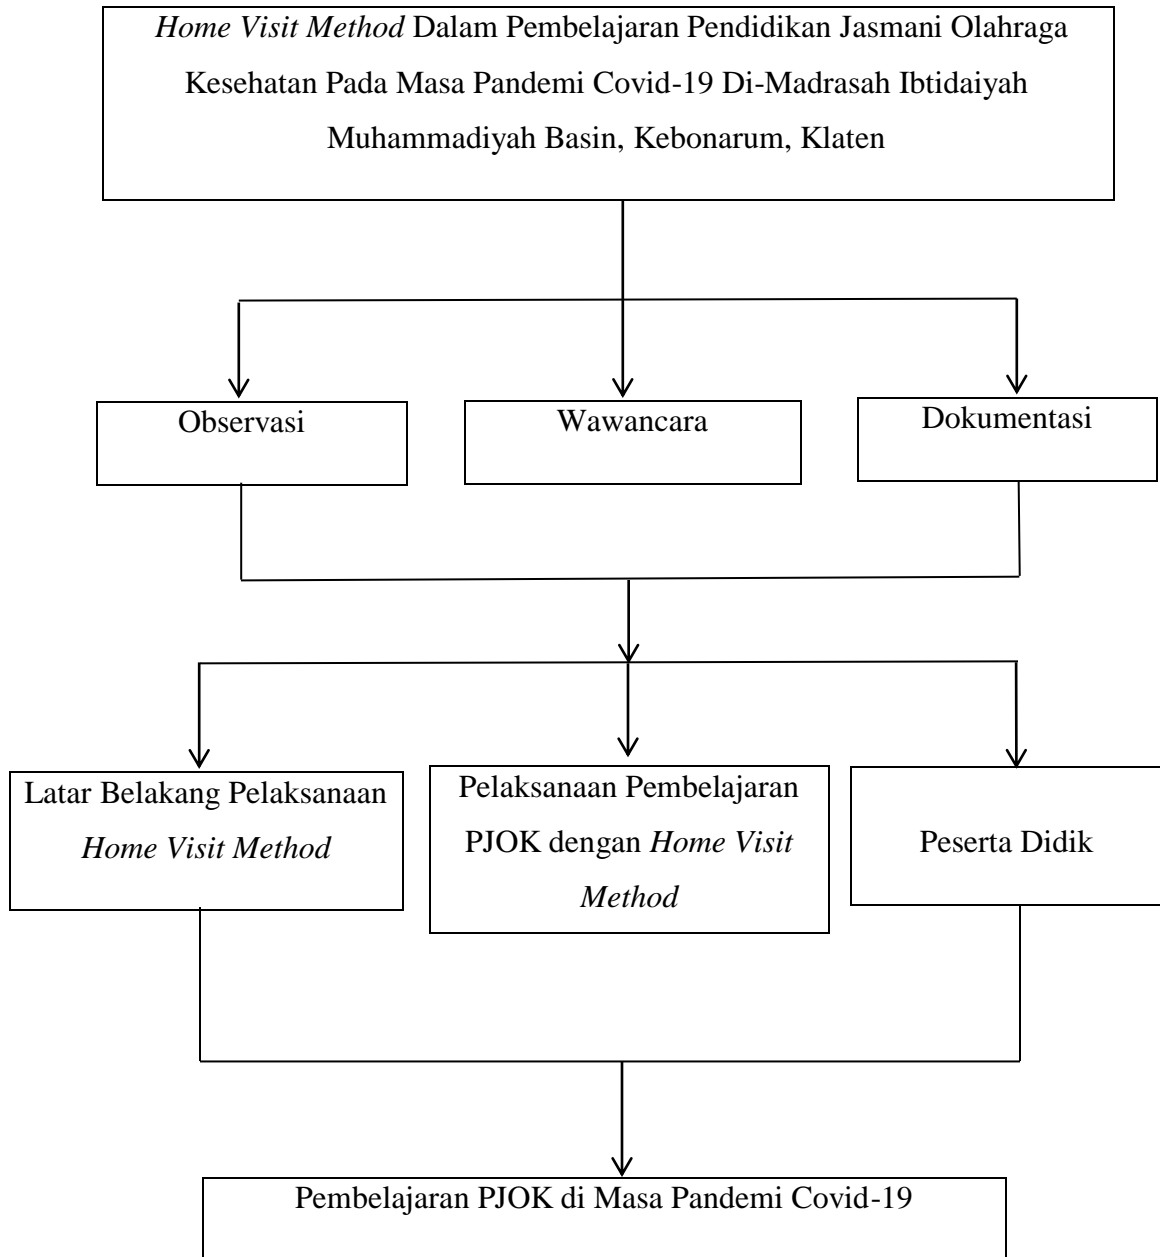 Home Visit Method Dalam Pembelajaran Pendidikan Jasmani Olahraga
Kesehatan Pada Masa Pandemi Covid-19 Di-Madrasah Ibtidaiyah
Muhammadiyah Basin, Kebonarum, Klaten
Observasi
Wawancara
Dokumentasi
Latar Belakang Pelaksanaan
Home Visit Method
Pelaksanaan Pembelajaran
PJOK dengan Home Visit
Method
Peserta Didik
Pembelajaran PJOK di Masa Pandemi Covid-19